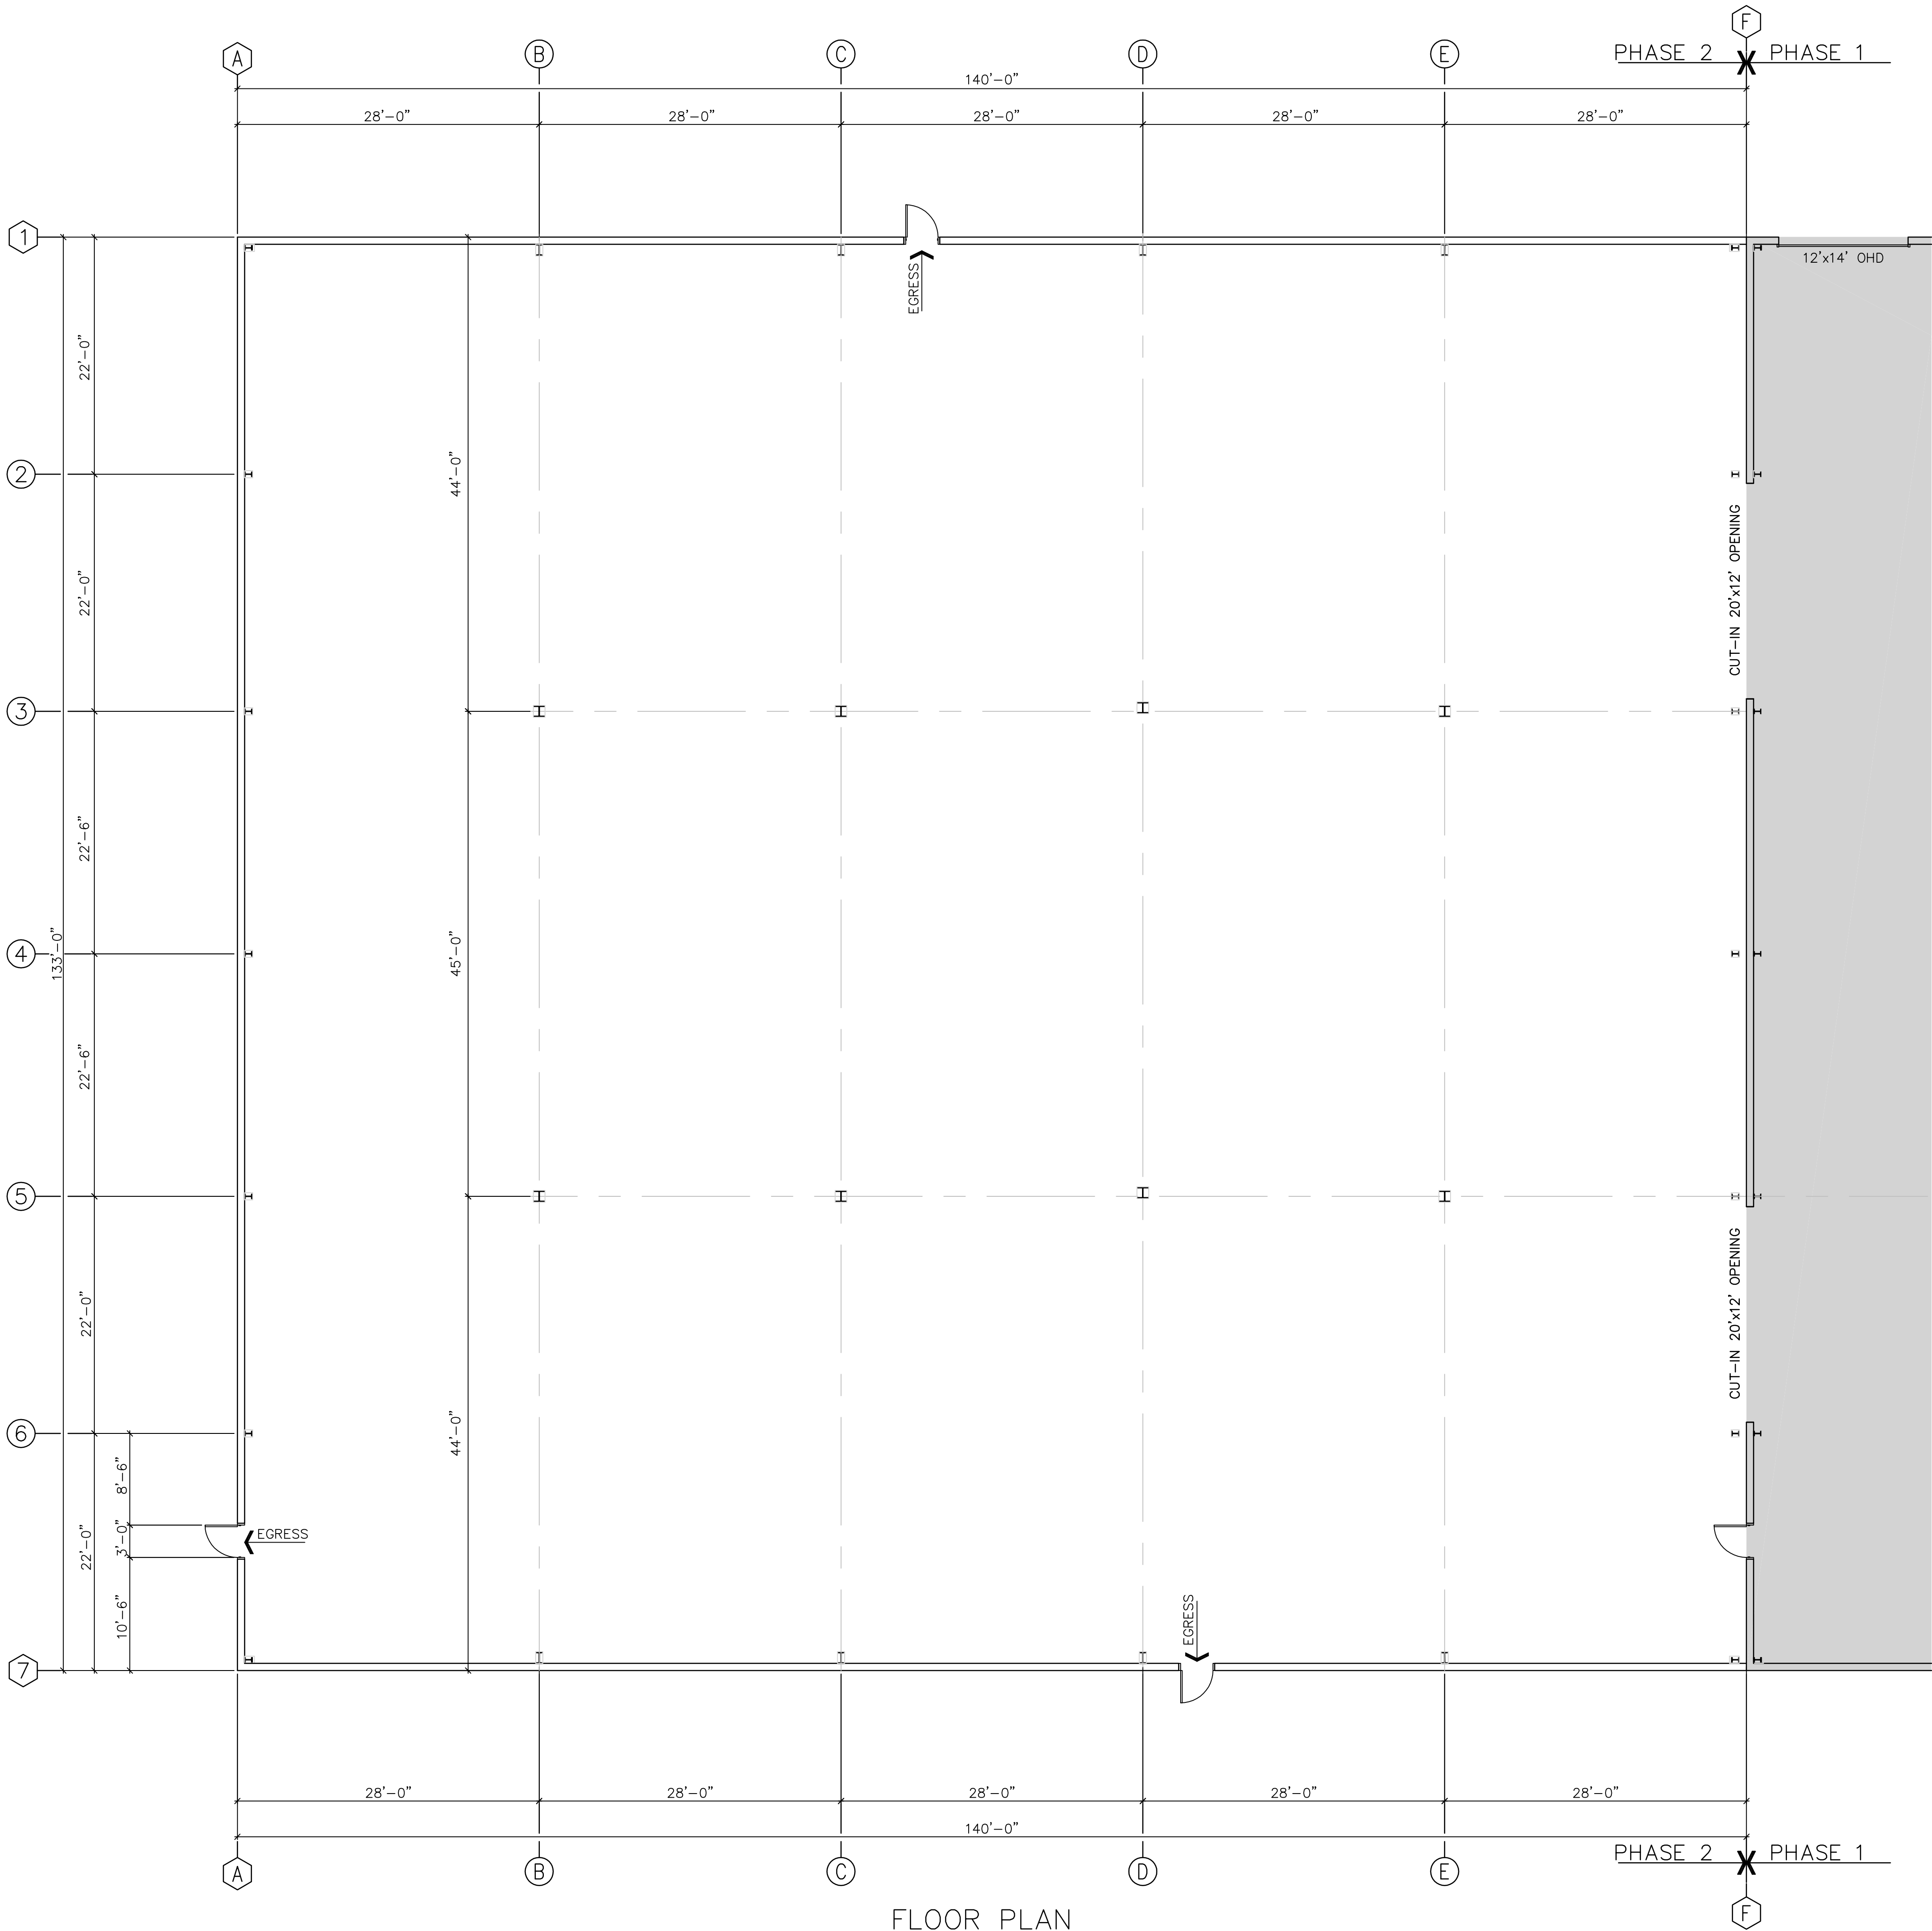 F
A
B
C
D
E
PHASE 2
PHASE 1
140'-0"
28'-0"
28'-0"
28'-0"
28'-0"
28'-0"
1
12'x14' OHD
EGRESS
22'-0"
44'-0"
2
CUT-IN 20'x12' OPENING
22'-0"
3
22'-6"
133'-0"
4
45'-0"
22'-6"
5
22'-0"
CUT-IN 20'x12' OPENING
44'-0"
6
8'-6"
3'-0"
22'-0"
EGRESS
10'-6"
EGRESS
7
28'-0"
28'-0"
28'-0"
28'-0"
28'-0"
140'-0"
PHASE 2
PHASE 1
A
B
C
D
E
F
FLOOR PLAN